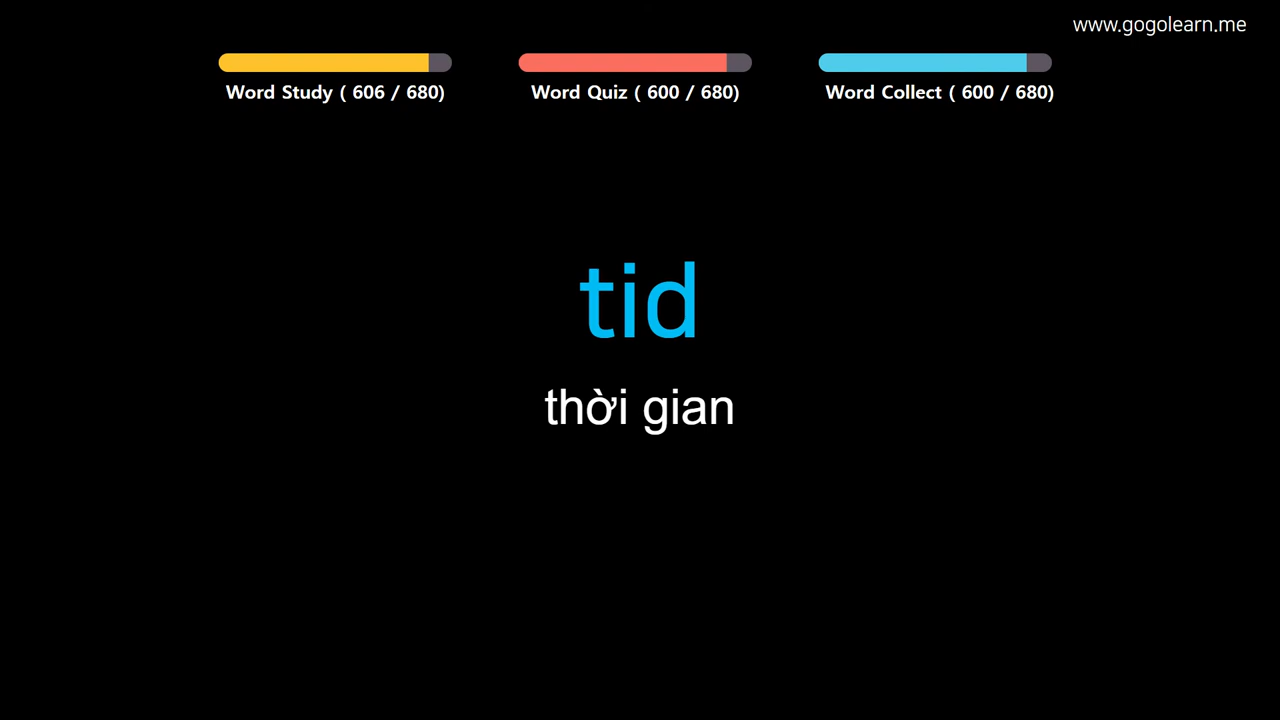 www.gogolearn.me
Word Study ( 606 / 680)
Word Quiz ( 600 / 680)
Word Collect ( 600 / 680)
tid
thời gian